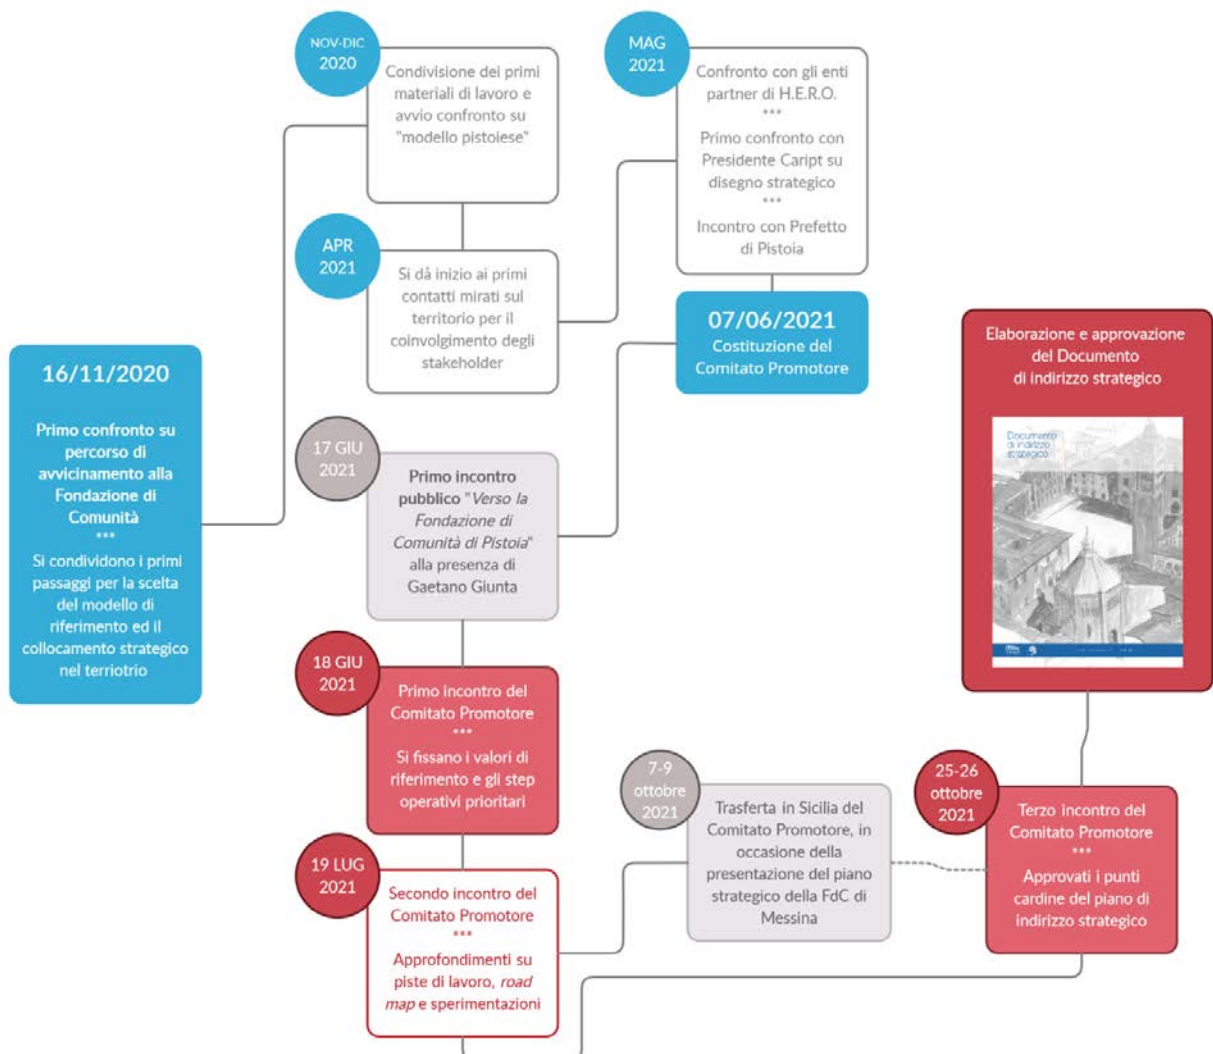 16/11/2020
Primo confronto su
percorso di
avvicinamento alla
Fondazione di
Comunità
***
Si condividono i primi
passaggi per la scelta
del modello di
riferimento ed il
collocamento strategico
nel terriotrio
NOV-DIC
2020
Condivisione dei primi
materiali di lavoro e
avvio confronto su
"modello pistoiese"
APR
2021
Si dà inizio ai primi
contatti mirati sul
territorio per il
coinvolgimento degli
stakeholder
MAG
2021
Confronto con gli enti
partner di H.E.R.O.
***
Primo confronto con
Presidente Caript su
disegno strategico
***
Incontro con Prefetto
di Pistoia
07/06/2021
Costituzione del
Comitato Promotore
17 GIU
2021
Primo incontro
pubblico "Verso la
Fondazione di
Comunità di Pistoia"
alla presenza di
Gaetano Giunta
18 GIU
2021
Primo incontro del
Comitato Promotore
***
Si fissano i valori di
riferimento e gli step
operativi prioritari
19 LUG
2021
Secondo incontro del
Comitato Promotore
***
Approfondimenti su
piste di lavoro, road
map e sperimentazioni
7-9
ottobre
2021
Trasferta in Sicilia del
Comitato Promotore, in
occasione della
presentazione del piano
strategico della FdC di
Messina
25-26
ottobre
2021
Terzo incontro del
Comitato Promotore
***
Approvati i punti
cardine del piano di
indirizzo strategico
Elaborazione e approvazione
del Documento
di indirizzo strategico
Documento
di indirizzo
strategico